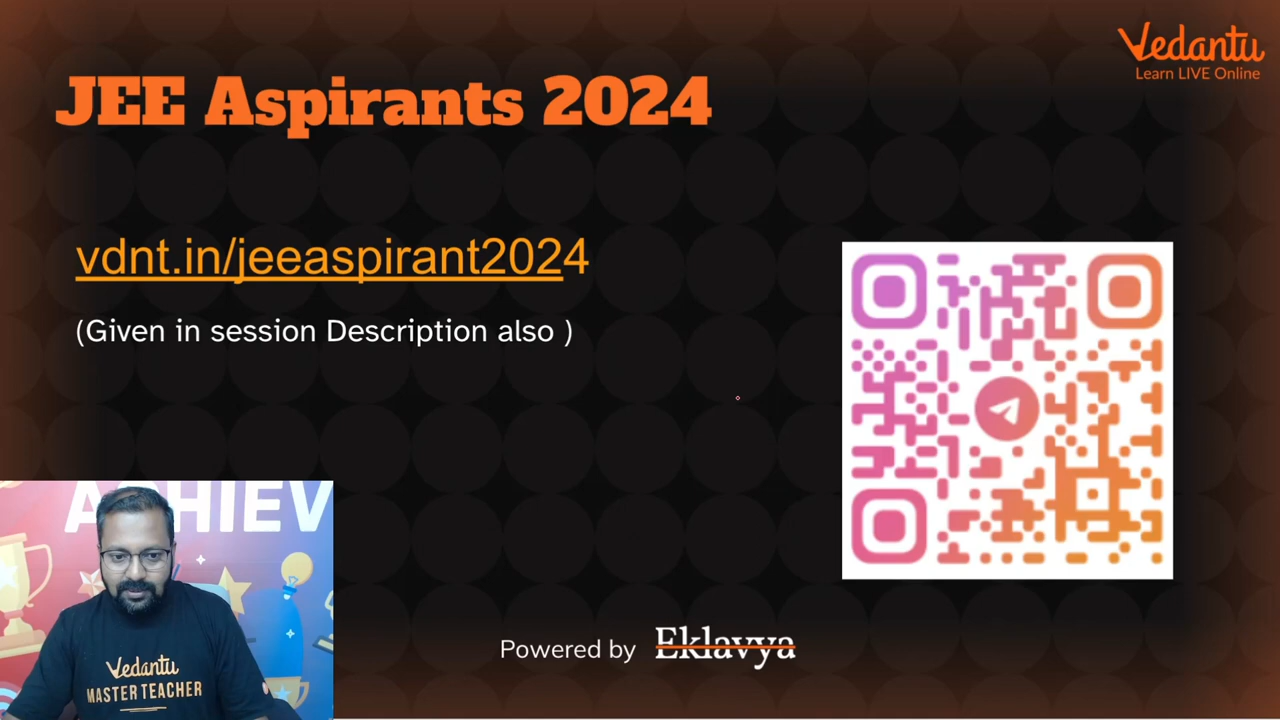 Vedantu
Learn LIVE Online
JEE Aspirants 2024
vdnt.in/jeeaspirant2024
(Given in session Description also )
ACHIEV
Vedantu
MASTER TEACHER
Powered by Eklavya